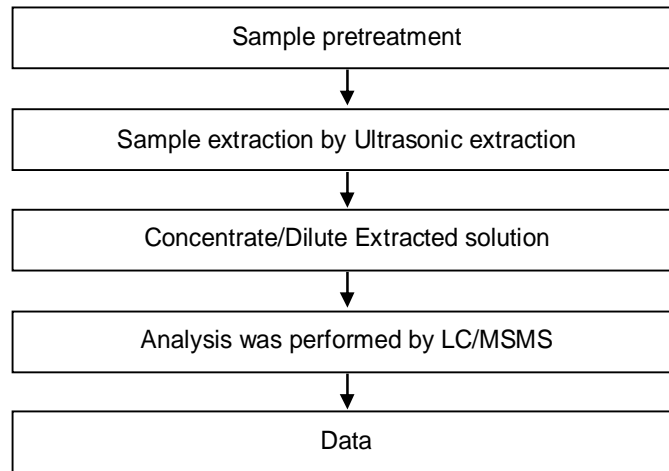 Sample pretreatment
Sample extraction by Ultrasonic extraction
Concentrate/Dilute Extracted solution
Analysis was performed by LC/MSMS
Data